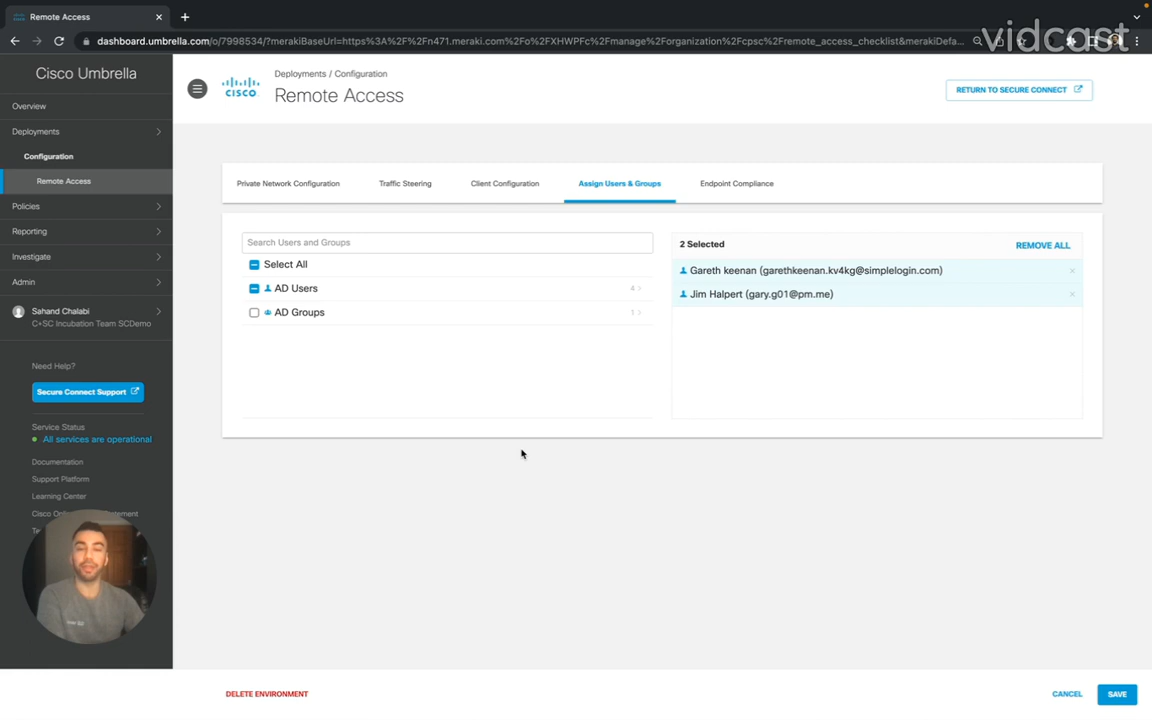 Remote Access
vidcast
dashboard.umbrella.com/o/7998534/?merakiBaseUrl=https%3A%2F%2Fn471.meraki.com%2Fo%2FXHWPFc%2Fmanage%2Forganization%2Fcpsc%2Fremote_access_checklist&merakiDefa...
Cisco Umbrella
Overview
Deployments
Configuration
Remote Access
Policies
Reporting
Investigate
Admin
Sahand Chalabi
C+SC Incubation Team SCDemo
Need Help?
Secure Connect Support
Service Status
All services are operational
Documentation
Support Platform
Learning Center
Cisco Onli
CISCO
Deployments / Configuration
Remote Access
RETURN TO SECURE CONNECT
Private Network Configuration
Traffic Steering
Client Configuration
Assign Users & Groups
Endpoint Compliance
Search Users and Groups
Select All
AD Users
4 >
AD Groups
1 >
2 Selected
REMOVE ALL
Gareth keenan (garethkeenan.kv4kg@simplelogin.com)
Jim Halpert (gary.g01@pm.me)
DELETE ENVIRONMENT
CANCEL
SAVE